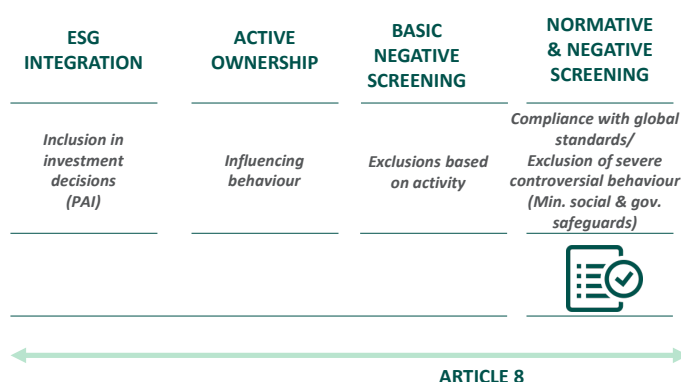 ESG
INTEGRATION
ACTIVE
OWNERSHIP
BASIC
NEGATIVE
SCREENING
NORMATIVE
& NEGATIVE
SCREENING
Inclusion in
investment
decisions
(PAI)
Influencing
behaviour
Exclusions based
on activity
Compliance with global
standards/
Exclusion of severe
controversial behaviour
(Min. social & gov.
safeguards)
ARTICLE 8